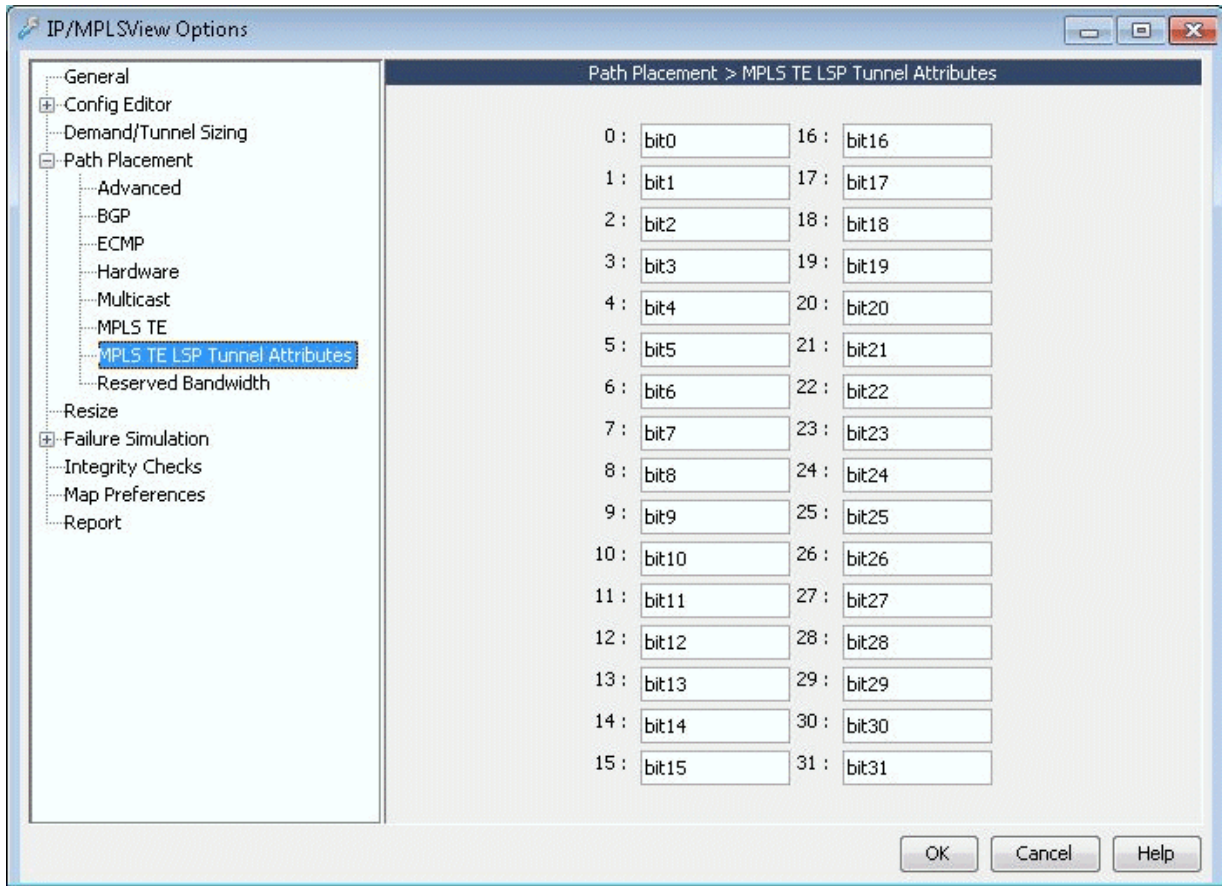 IP/MPLSView Options
General
Config Editor
Demand/Tunnel Sizing
Path Placement
Advanced
BGP
ECMP
Hardware
Multicast
MPLS TE
MPLS TE LSP Tunnel Attributes
Reserved Bandwidth
Resize
Failure Simulation
Integrity Checks
Map Preferences
Report
Path Placement > MPLS TE LSP Tunnel Attributes
0 : bit0 16 : bit16
1 : bit1 17 : bit17
2 : bit2 18 : bit18
3 : bit3 19 : bit19
4 : bit4 20 : bit20
5 : bit5 21 : bit21
6 : bit6 22 : bit22
7 : bit7 23 : bit23
8 : bit8 24 : bit24
9 : bit9 25 : bit25
10 : bit10 26 : bit26
11 : bit11 27 : bit27
12 : bit12 28 : bit28
13 : bit13 29 : bit29
14 : bit14 30 : bit30
15 : bit15 31 : bit31
OK Cancel Help